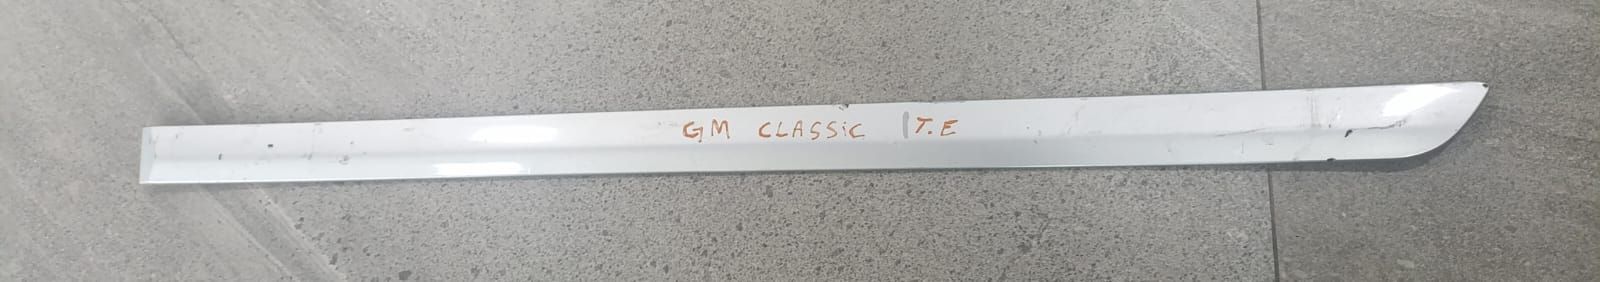 GM CLASSiC | T.E